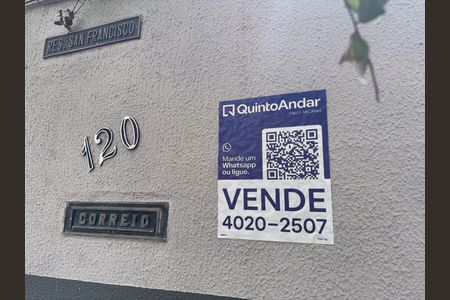 RES. SAN FRANCISCO
120
CORREIO
QuintoAndar
Mande um
Whatsapp
ou ligue.
VENDE
4020-2507